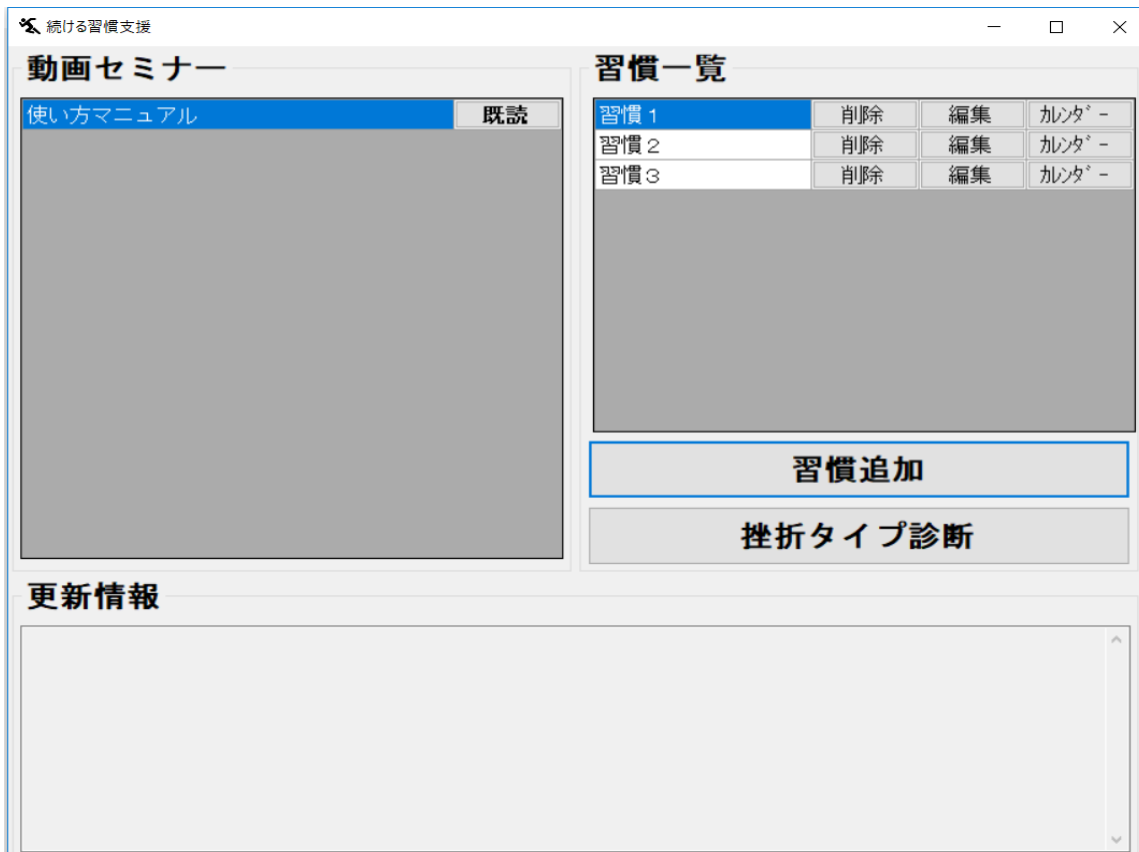 続ける習慣支援
動画セミナー
使い方マニュアル 既読
習慣一覧
習慣１ 削除 編集 ｶﾚﾝﾀﾞｰ
習慣２ 削除 編集 ｶﾚﾝﾀﾞｰ
習慣３ 削除 編集 ｶﾚﾝﾀﾞｰ
習慣追加
挫折タイプ診断
更新情報